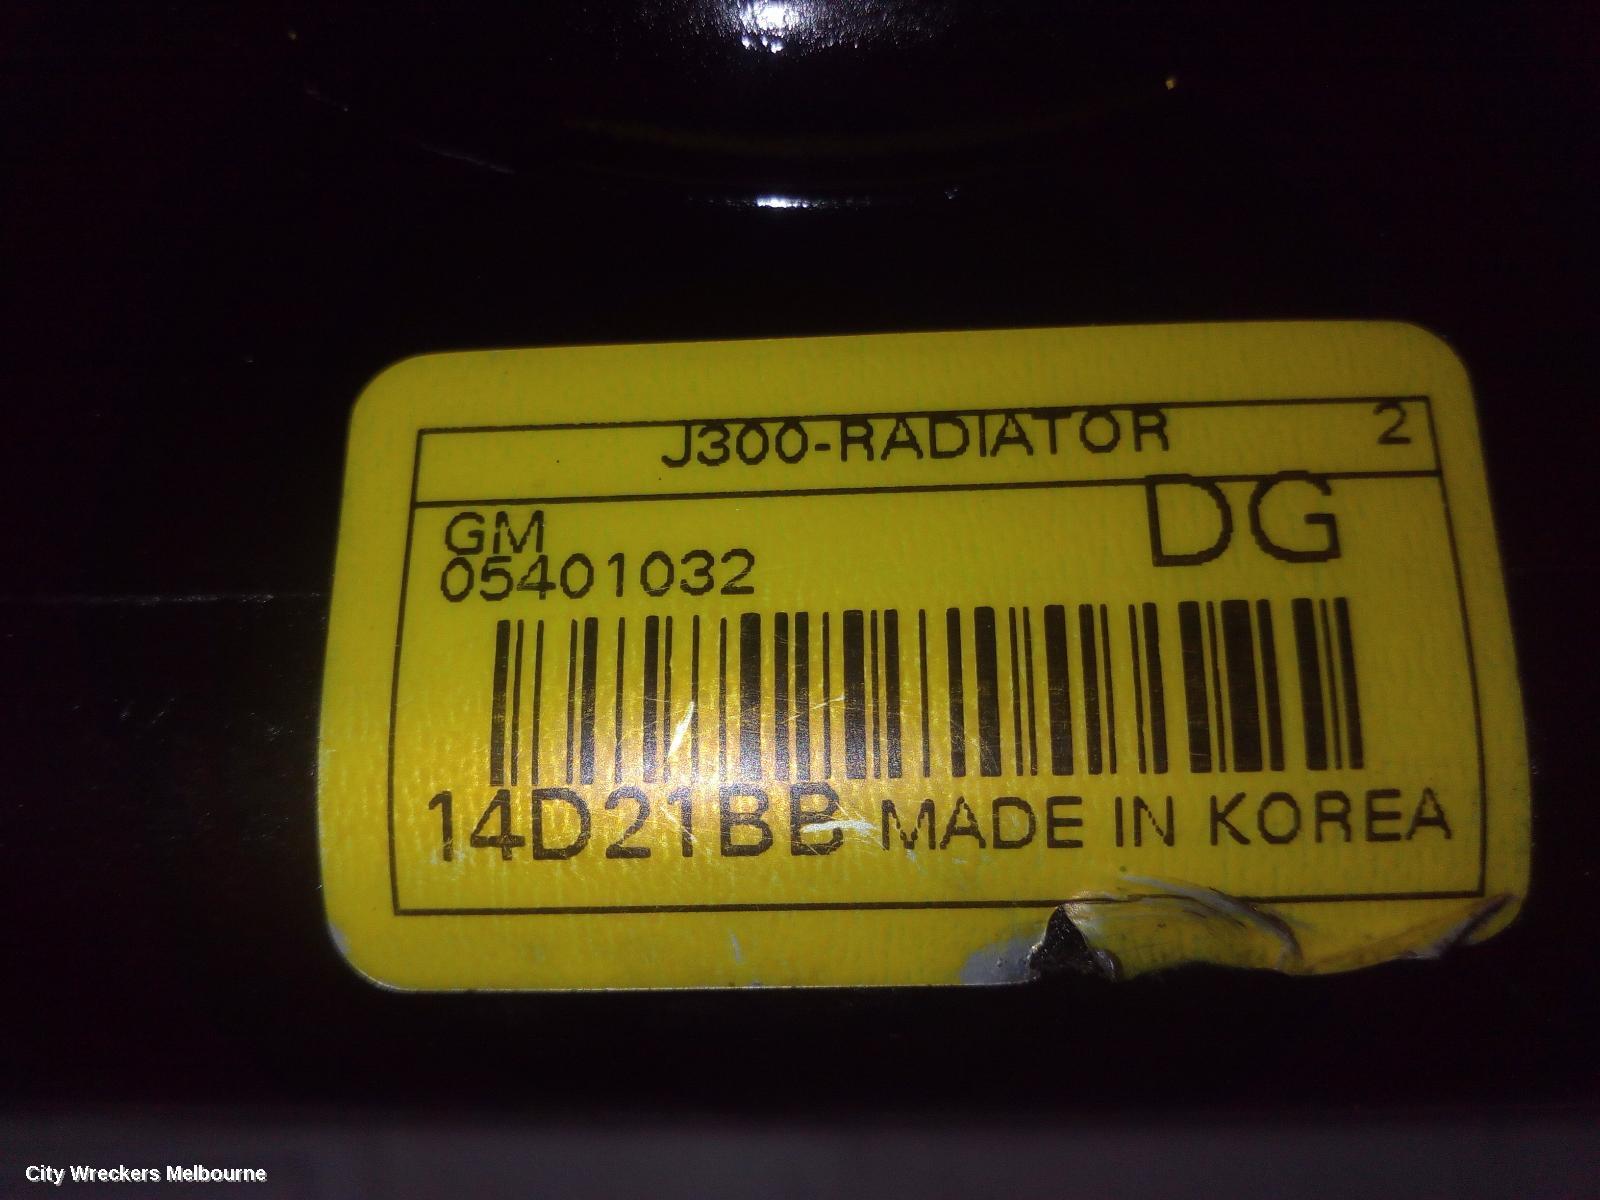 J300-RADIATOR 2
GM DG
05401032
14D21BB MADE IN KOREA
City Wreckers Melbourne